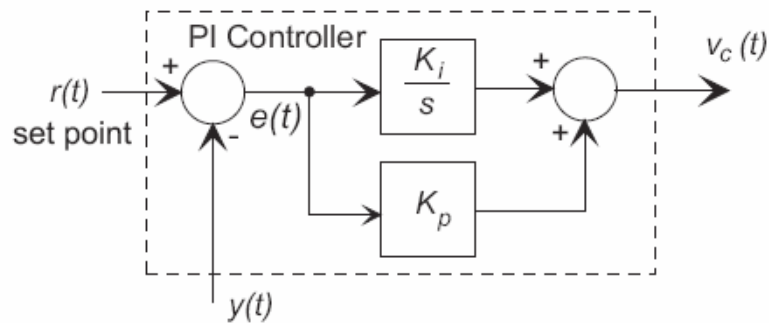 PI Controller
v_c (t)
+
K_i
s
+
r(t)
e(t)
set point
-
+
K_p
y(t)